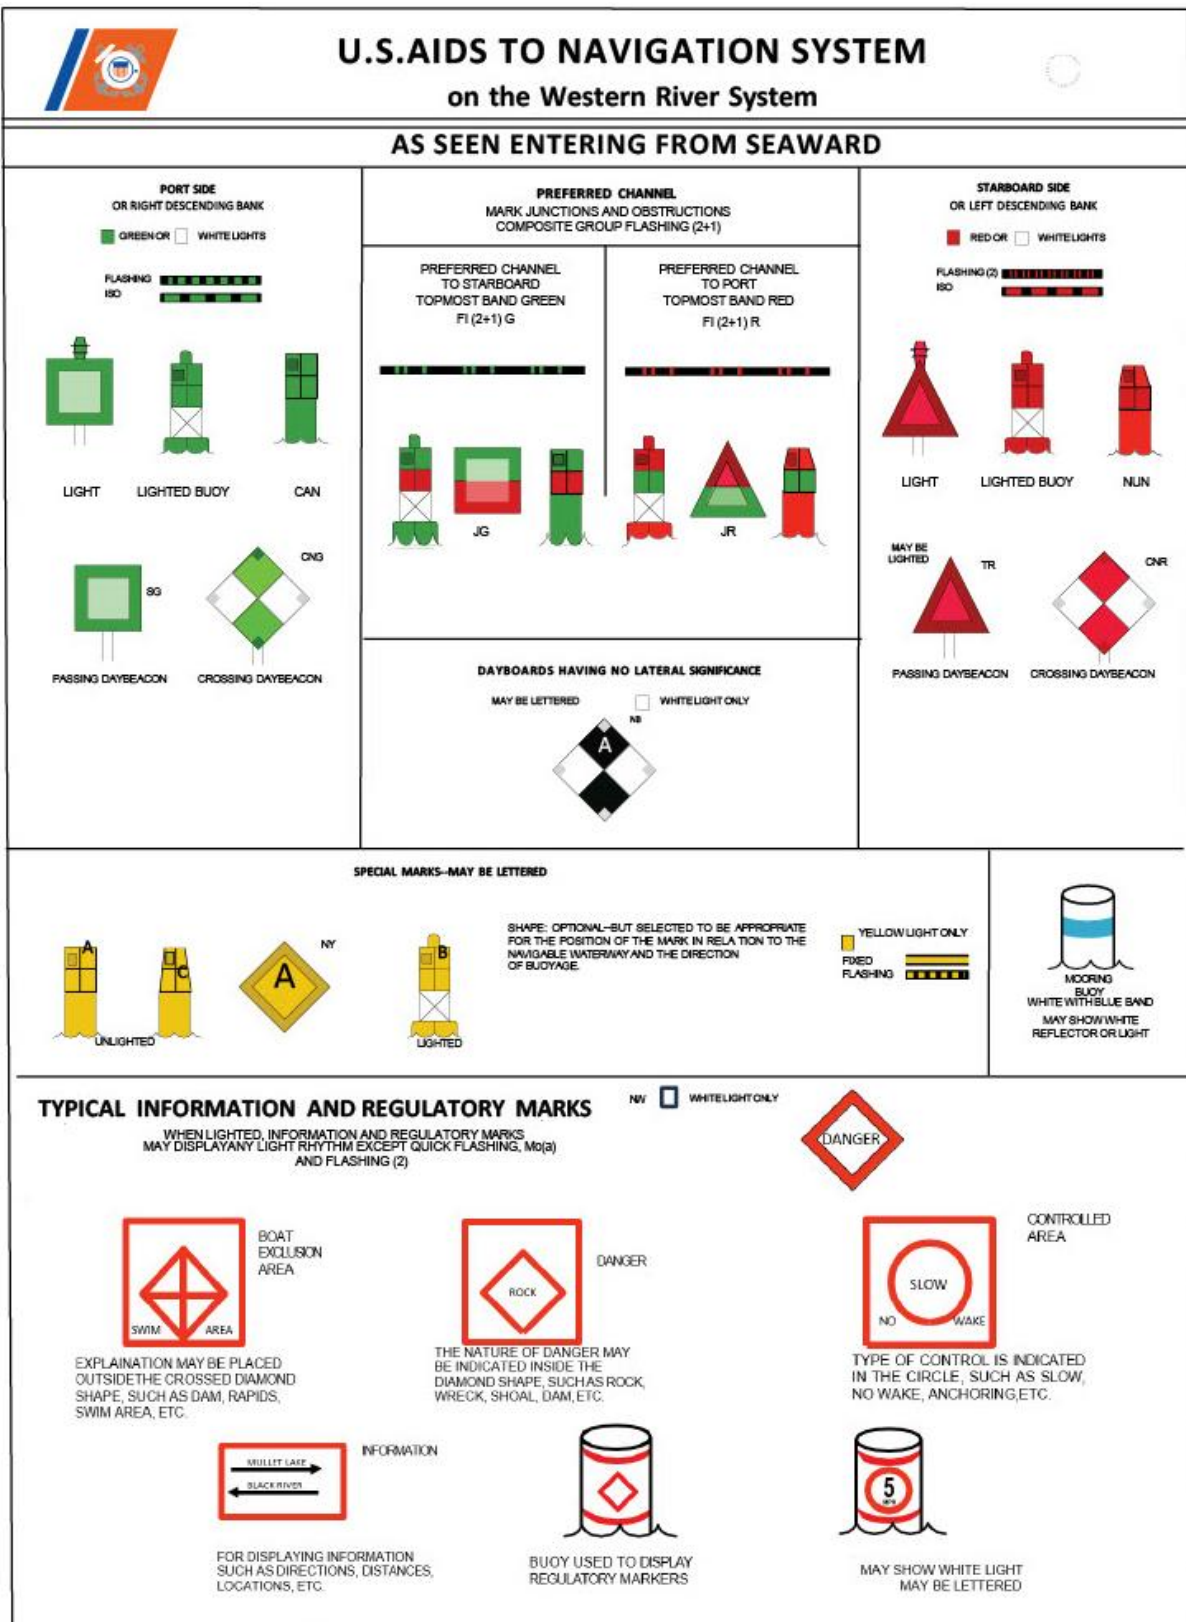 U.S.AIDS TO NAVIGATION SYSTEM
on the Western River System
AS SEEN ENTERING FROM SEAWARD
PORT SIDE
OR RIGHT DESCENDING BANK
GREEN OR WHITE LIGHTS
FLASHING
ISO
LIGHT
LIGHTED BUOY
CAN
SG
CNG
PASSING DAYBEACON
CROSSING DAYBEACON
PREFERRED CHANNEL
MARK JUNCTIONS AND OBSTRUCTIONS
COMPOSITE GROUP FLASHING (2+1)
PREFERRED CHANNEL
TO STARBOARD
TOPMOST BAND GREEN
FI (2+1) G
JG
PREFERRED CHANNEL
TO PORT
TOPMOST BAND RED
FI (2+1) R
JR
DAYBOARDS HAVING NO LATERAL SIGNIFICANCE
MAY BE LETTERED WHITE LIGHT ONLY
NB
A
STARBOARD SIDE
OR LEFT DESCENDING BANK
RED OR WHITE LIGHTS
FLASHING (2)
ISO
LIGHT
LIGHTED BUOY
NUN
MAY BE
LIGHTED
TR
CNR
PASSING DAYBEACON
CROSSING DAYBEACON
SPECIAL MARKS--MAY BE LETTERED
A
C
UNLIGHTED
NY
A
B
LIGHTED
SHAPE: OPTIONAL--BUT SELECTED TO BE APPROPRIATE
FOR THE POSITION OF THE MARK IN RELA TION TO THE
NAVIGABLE WATERWAY AND THE DIRECTION
OF BUOYAGE.
YELLOW LIGHT ONLY
FIXED
FLASHING
MOORING
BUOY
WHITE WITH BLUE BAND
MAY SHOW WHITE
REFLECTOR OR LIGHT
TYPICAL INFORMATION AND REGULATORY MARKS
NW WHITE LIGHT ONLY
WHEN LIGHTED, INFORMATION AND REGULATORY MARKS
MAY DISPLAY ANY LIGHT RHYTHM EXCEPT QUICK FLASHING, Mo(a)
AND FLASHING (2)
DANGER
SWIM AREA
BOAT
EXCLUSION
AREA
EXPLAINATION MAY BE PLACED
OUTSIDETHE CROSSED DIAMOND
SHAPE, SUCH AS DAM, RAPIDS,
SWIM AREA, ETC.
ROCK
DANGER
THE NATURE OF DANGER MAY
BE INDICATED INSIDE THE
DIAMOND SHAPE, SUCH AS ROCK,
WRECK, SHOAL, DAM, ETC.
SLOW
NO WAKE
CONTROLLED
AREA
TYPE OF CONTROL IS INDICATED
IN THE CIRCLE, SUCH AS SLOW,
NO WAKE, ANCHORING,ETC.
MULLET LAKE
BLACK RIVER
INFORMATION
FOR DISPLAYING INFORMATION
SUCH AS DIRECTIONS, DISTANCES,
LOCATIONS, ETC.
BUOY USED TO DISPLAY
REGULATORY MARKERS
5
MPH
MAY SHOW WHITE LIGHT
MAY BE LETTERED